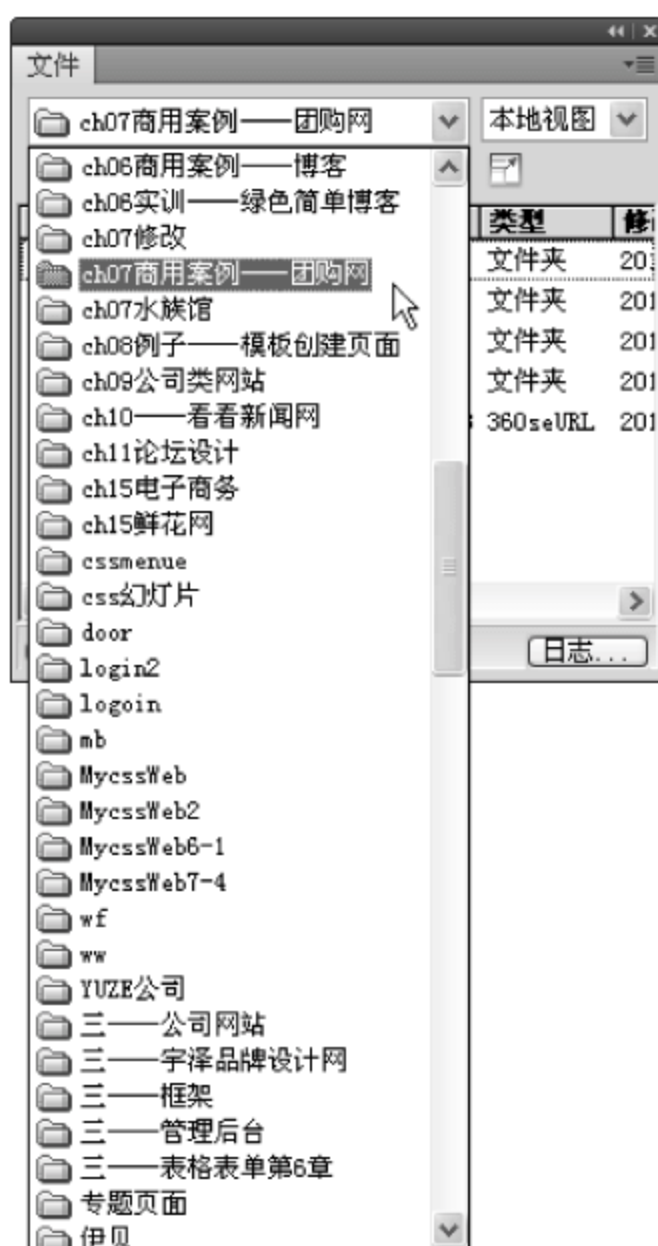 文件
ch07商用案例——团购网
本地视图
ch06商用案例——博客
ch06实训——绿色简单博客
ch07修改
ch07商用案例——团购网
ch07水族馆
ch08例子——模板创建页面
ch09公司类网站
ch10——看看新闻网
ch11论坛设计
ch15电子商务
ch15鲜花网
cssmenue
css幻灯片
door
login2
logoin
mb
MycssWeb
MycssWeb2
MycssWeb6-1
MycssWeb7-4
wf
ww
YUZE公司
三——公司网站
三——宇泽品牌设计网
三——框架
三——管理后台
三——表格表单第6章
专题页面
伊贝
类型 修
文件夹 20
文件夹 201
文件夹 201
文件夹 201
360seURL 201
日志...